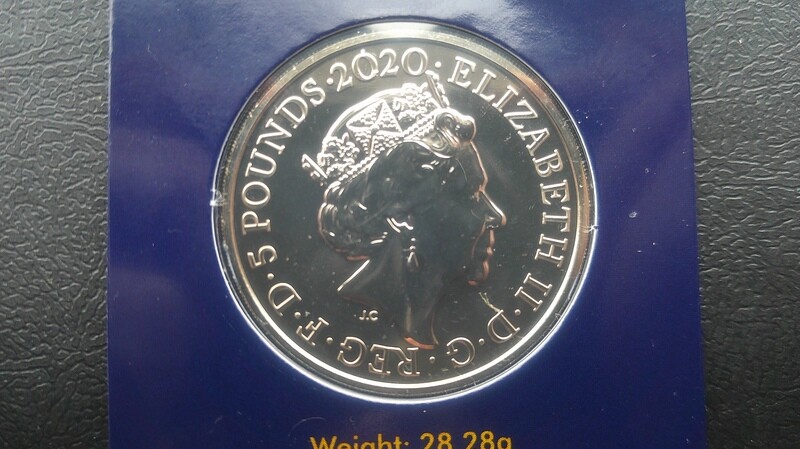 ELIZABETH II · D · G · REG · F · D · 5 POUNDS · 2020 ·
J.C
Weight: 28.28g